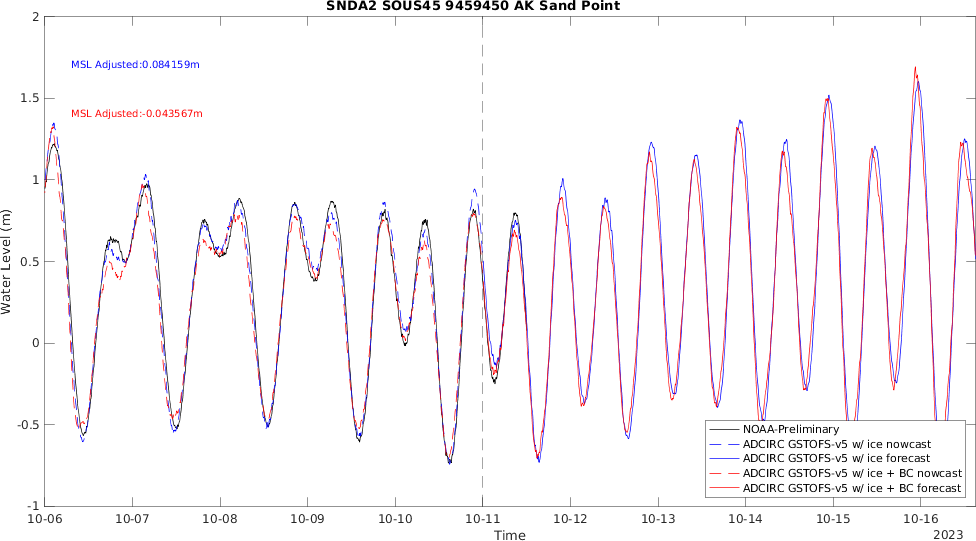 SNDA2 SOUS45 9459450 AK Sand Point
MSL Adjusted:0.084159m
MSL Adjusted:-0.043567m
Water Level (m)
2
1.5
1
0.5
0
-0.5
-1
NOAA-Preliminary
ADCIRC GSTOFS-v5 w/ ice nowcast
ADCIRC GSTOFS-v5 w/ ice forecast
ADCIRC GSTOFS-v5 w/ ice + BC nowcast
ADCIRC GSTOFS-v5 w/ ice + BC forecast
10-06 10-07 10-08 10-09 10-10 10-11 10-12 10-13 10-14 10-15 10-16
Time
2023